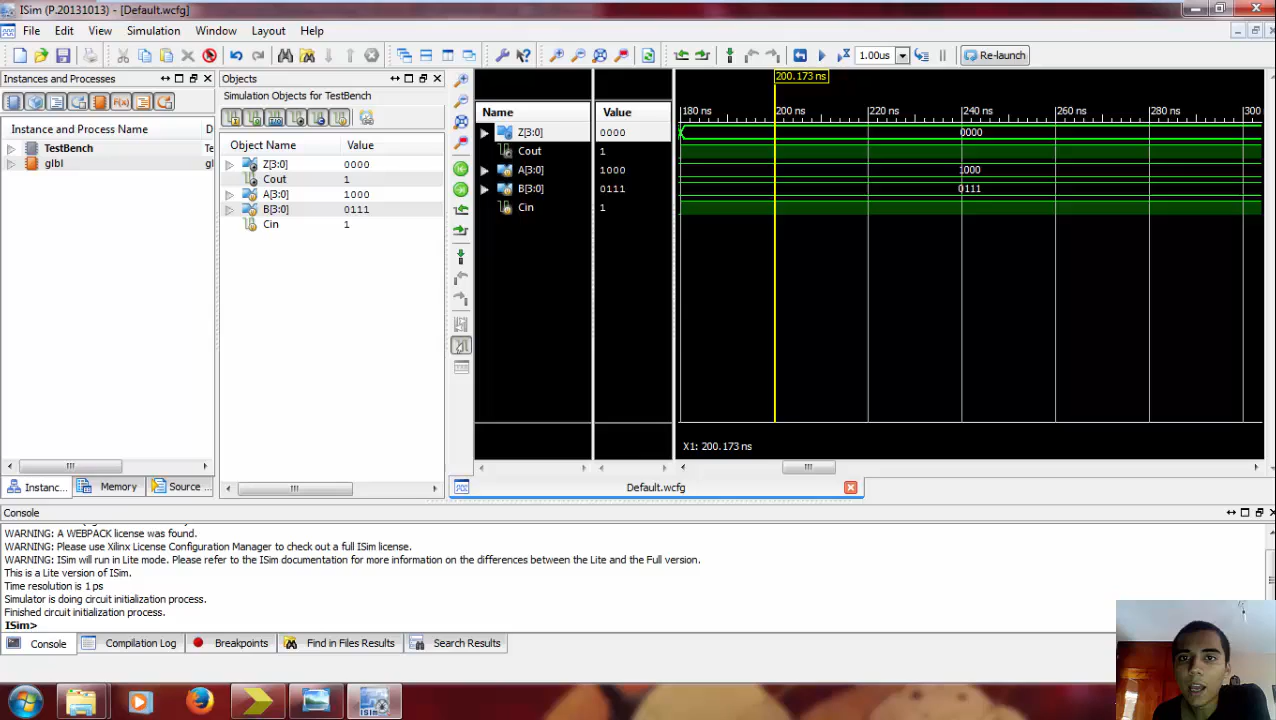 ISim (P.20131013) - [Default.wcfg]
File Edit View Simulation Window Layout Help
1.00us Re-launch
Instances and Processes
Instance and Process Name D
TestBench Te
glbl gl
Instanc... Memory Source ...
Objects
Simulation Objects for TestBench
Object Name Value
Z[3:0] 0000
Cout 1
A[3:0] 1000
B[3:0] 0111
Cin 1
Name Value
Z[3:0] 0000
Cout 1
A[3:0] 1000
B[3:0] 0111
Cin 1
200.173 ns
180 ns 200 ns 220 ns 240 ns 260 ns 280 ns 300
0000
1000
0111
X1: 200.173 ns
Default.wcfg
Console
WARNING: A WEBPACK license was found.
WARNING: Please use Xilinx License Configuration Manager to check out a full ISim license.
WARNING: ISim will run in Lite mode. Please refer to the ISim documentation for more information on the differences between the Lite and the Full version.
This is a Lite version of ISim.
Time resolution is 1 ps
Simulator is doing circuit initialization process.
Finished circuit initialization process.
ISim>
Console Compilation Log Breakpoints Find in Files Results Search Results
ISim